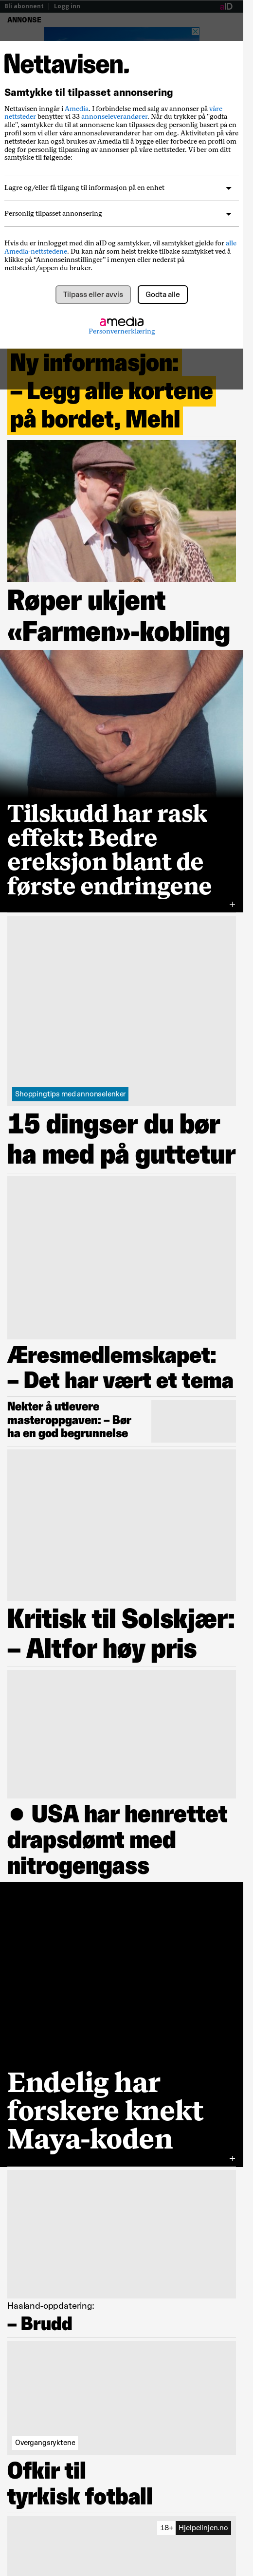 Bli abonnent | Logg inn aID
ANNONSE
Nettavisen.
Samtykke til tilpasset annonsering
Nettavisen inngår i Amedia. I forbindelse med salg av annonser på våre
nettsteder benytter vi 33 annonseleverandører. Når du trykker på "godta
alle", samtykker du til at annonsene kan tilpasses deg personlig basert på en
profil som vi eller våre annonseleverandører har om deg. Aktiviteten på våre
nettsteder kan også brukes av Amedia til å bygge eller forbedre en profil om
deg for personlig tilpasning av annonser på våre nettsteder. Vi ber om ditt
samtykke til følgende:
Lagre og/eller få tilgang til informasjon på en enhet
Personlig tilpasset annonsering
Hvis du er innlogget med din aID og samtykker, vil samtykket gjelde for alle
Amedia-nettstedene. Du kan når som helst trekke tilbake samtykket ved å
klikke på “Annonseinnstillinger” i menyen eller nederst på
nettstedet/appen du bruker.
Tilpass eller avvis Godta alle
amedia
Personvernerklæring
Ny informasjon:
– Legg alle kortene
på bordet, Mehl
Røper ukjent
«Farmen»-kobling
Tilskudd har rask
effekt: Bedre
ereksjon blant de
første endringene
+
Shoppingtips med annonselenker
15 dingser du bør
ha med på guttetur
Æresmedlemskapet:
– Det har vært et tema
Nekter å utlevere
masteroppgaven: – Bør
ha en god begrunnelse
Kritisk til Solskjær:
– Altfor høy pris
● USA har henrettet
drapsdømt med
nitrogengass
Endelig har
forskere knekt
Maya-koden
+
Haaland-oppdatering:
– Brudd
Overgangsryktene
Ofkir til
tyrkisk fotball
18+ Hjelpelinjen.no